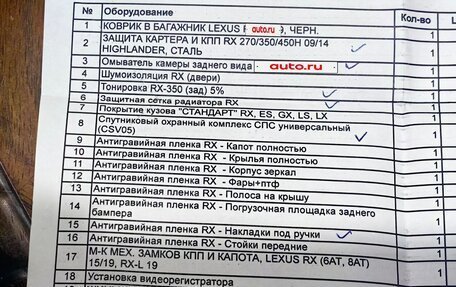 № Оборудование Кол-во
1 КОВРИК В БАГАЖНИК LEXUS auto.ru ЧЕРН. 1
2 ЗАЩИТА КАРТЕРА И КПП RX 270/350/450H 09/14 1
HIGHLANDER, СТАЛЬ
3 Омыватель камеры заднего вида auto.ru 1
4 Шумоизоляция RX (двери) 1
5 Тонировка RX-350 (зад) 5% 1
6 Защитная сетка радиатора RX 1
7 Покрытие кузова "СТАНДАРТ" RX, ES, GX, LS, LX 1
8 Спутниковый охранный комплекс СПС универсальный 1
(CSV05)
9 Антигравийная пленка RX - Капот полностью 1
10 Антигравийная пленка RX - Крылья полностью 1
11 Антигравийная пленка RX - Корпус зеркал 1
12 Антигравийная пленка RX - Фары+птф 1
13 Антигравийная пленка RX - Полоса на крышу 1
14 Антигравийная пленка RX - Погрузочная площадка заднего 1
бампера
15 Антигравийная пленка RX - Накладки под ручки 1
16 Антигравийная пленка RX - Стойки передние 1
17 М-К МЕХ. ЗАМКОВ КПП И КАПОТА, LEXUS RX (6AT, 8AT) 1
15/19, RX-L 19
18 Установка видеорегистратора